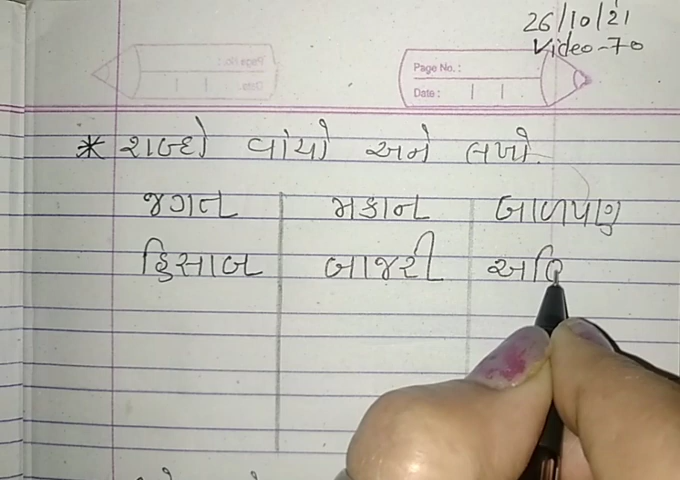 26/10/21
Video-70
Page No. :
Date :
* શબ્દો વાંચો અને લખો.
જગત મકાન બાળપણ
હિસાબ બાજરી